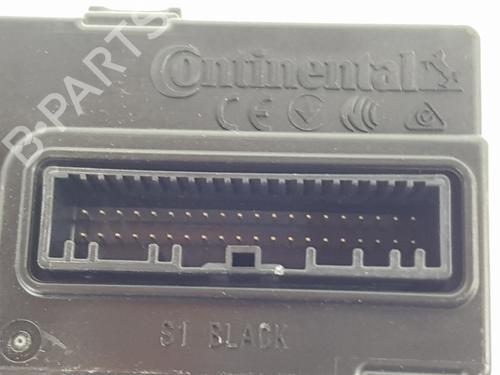 B-PARTS
Continental
CE
S1 BLACK